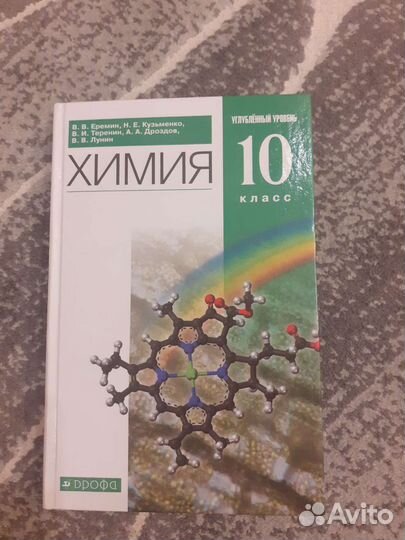 В. В. Еремин, Н. Е. Кузьменко,
В. И. Теренин, А. А. Дроздов,
В. В. Лунин
ХИМИЯ
УГЛУБЛЁННЫЙ УРОВЕНЬ
10
класс
дрофа
Avito